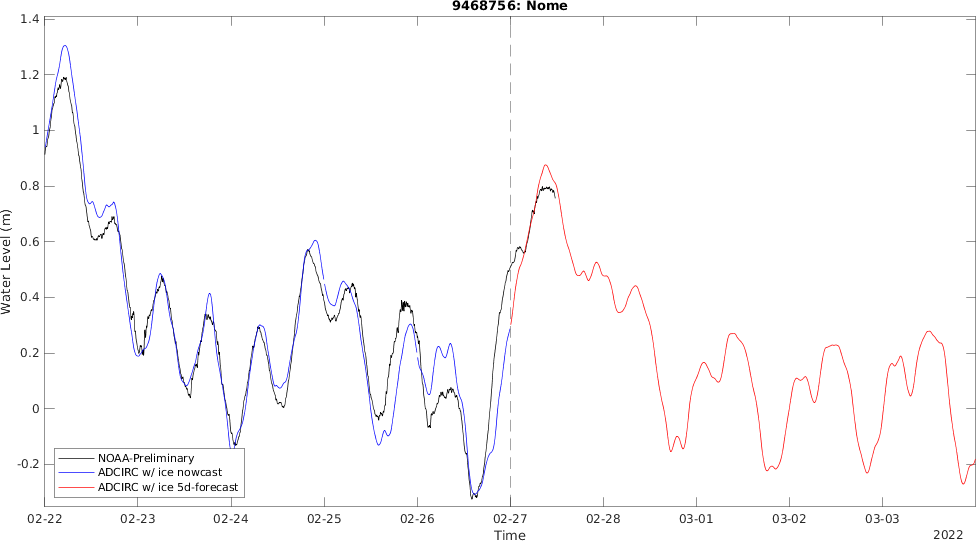 9468756: Nome
1.4
1.2
1
0.8
0.6
0.4
0.2
0
-0.2
Water Level (m)
NOAA-Preliminary
ADCIRC w/ ice nowcast
ADCIRC w/ ice 5d-forecast
02-22 02-23 02-24 02-25 02-26 02-27 02-28 03-01 03-02 03-03
Time
2022